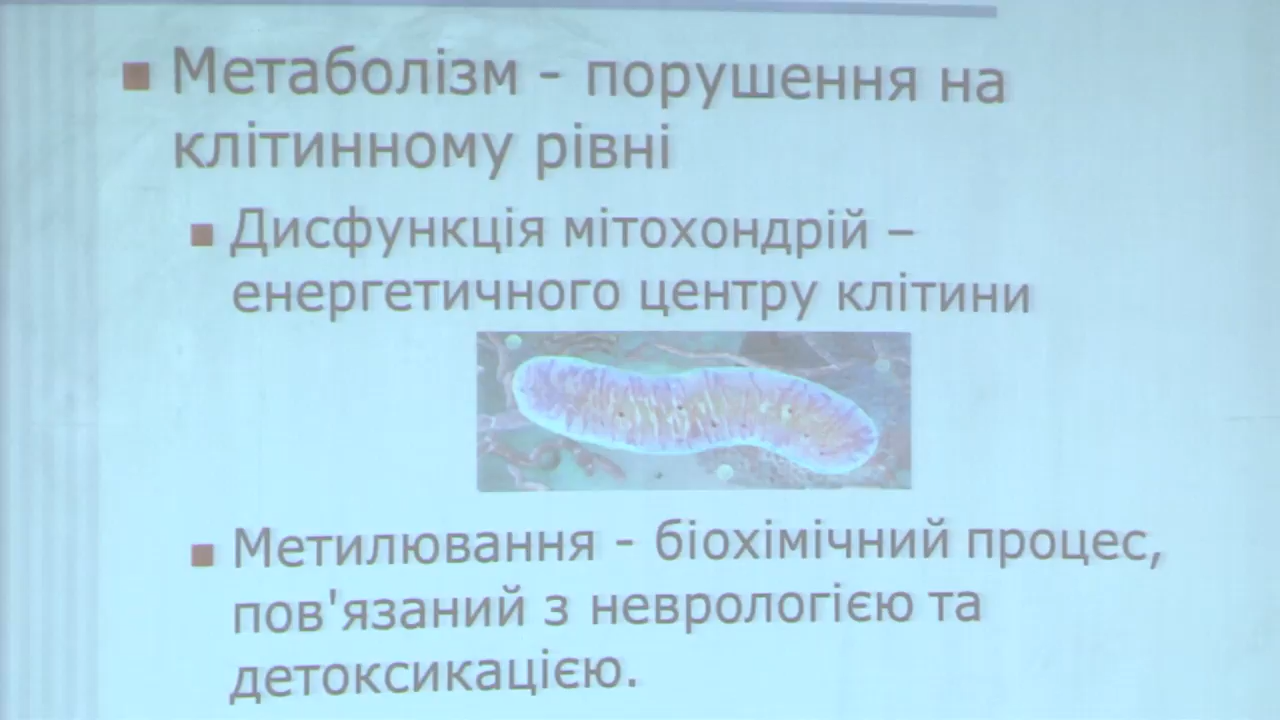 Метаболізм - порушення на
клітинному рівні
Дисфункція мітохондрій –
енергетичного центру клітини
Метилювання - біохімічний процес,
пов'язаний з неврологією та
детоксикацією.